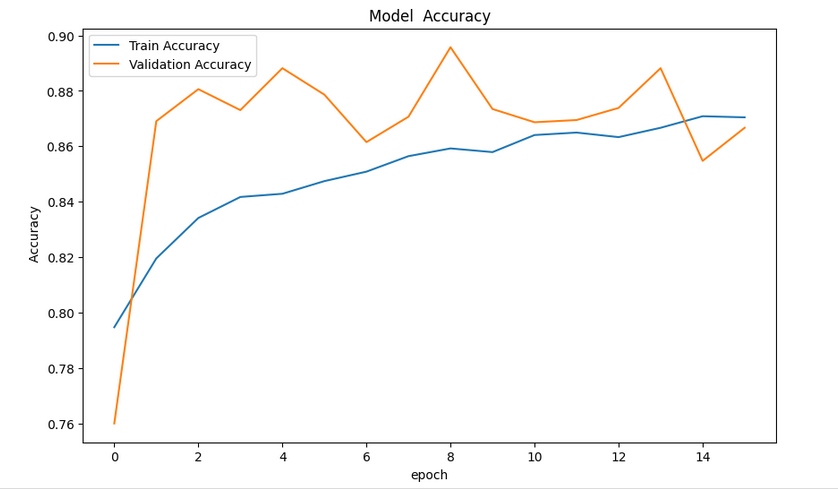 Model  Accuracy
Train Accuracy
Validation Accuracy
0.90
0.88
0.86
0.84
0.82
0.80
0.78
0.76
Accuracy
0 2 4 6 8 10 12 14
epoch